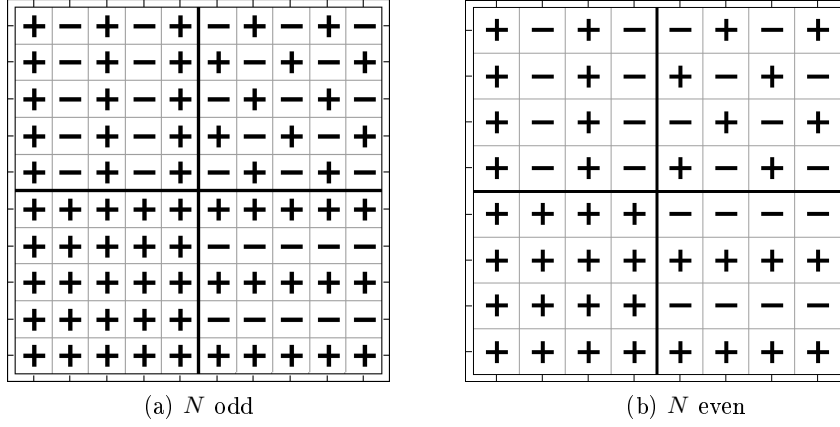 + − + − + − + − + −
+ − + − + + − + − +
+ − + − + − + − + −
+ − + − + + − + − +
+ − + − + − + − + −
+ + + + + + + + + +
+ + + + + − − − − −
+ + + + + + + + + +
+ + + + + − − − − −
+ + + + + + + + + +
(a) N odd
+ − + − − + − +
+ − + − + − + −
+ − + − − + − +
+ − + − + − + −
+ + + + − − − −
+ + + + + + + +
+ + + + − − − −
+ + + + + + + +
(b) N even